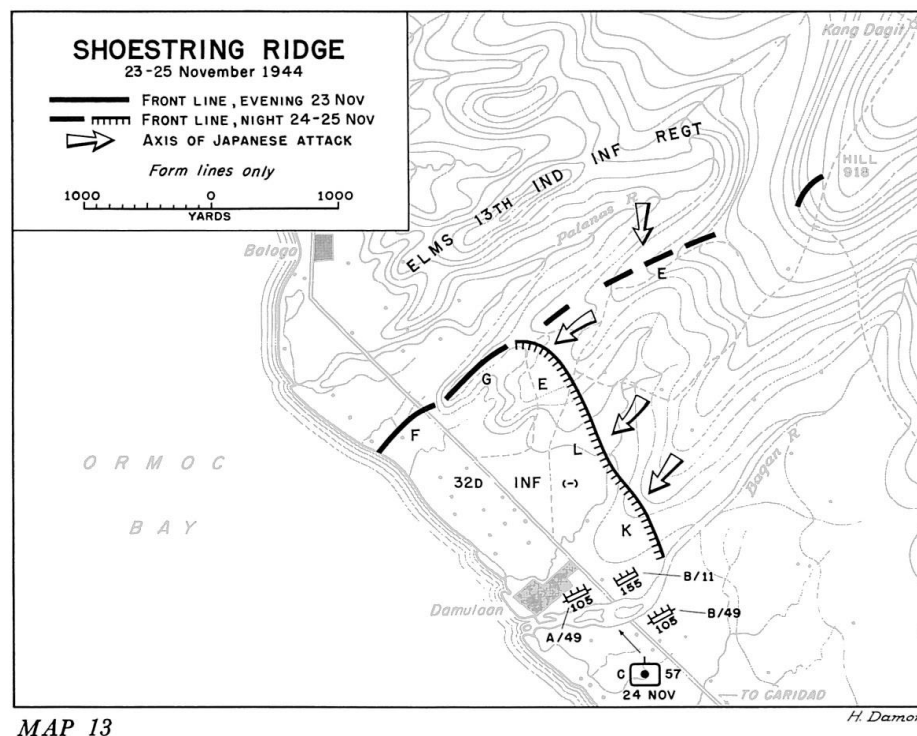 SHOESTRING RIDGE
23-25 November 1944
FRONT LINE, EVENING 23 NOV
FRONT LINE, NIGHT 24-25 NOV
AXIS OF JAPANESE ATTACK
Form lines only
1000 0 1000
YARDS
Kang Dagit
HILL
918
ELMS 13TH IND INF REGT
Palanas R
Balogo
E
G
E
F
L
ORMOC
BAY
32D INF (-)
Bagan R
K
B/11
155
Damulaan
105
A/49
B/49
105
C 57
24 NOV
TO CARIDAD
MAP 13